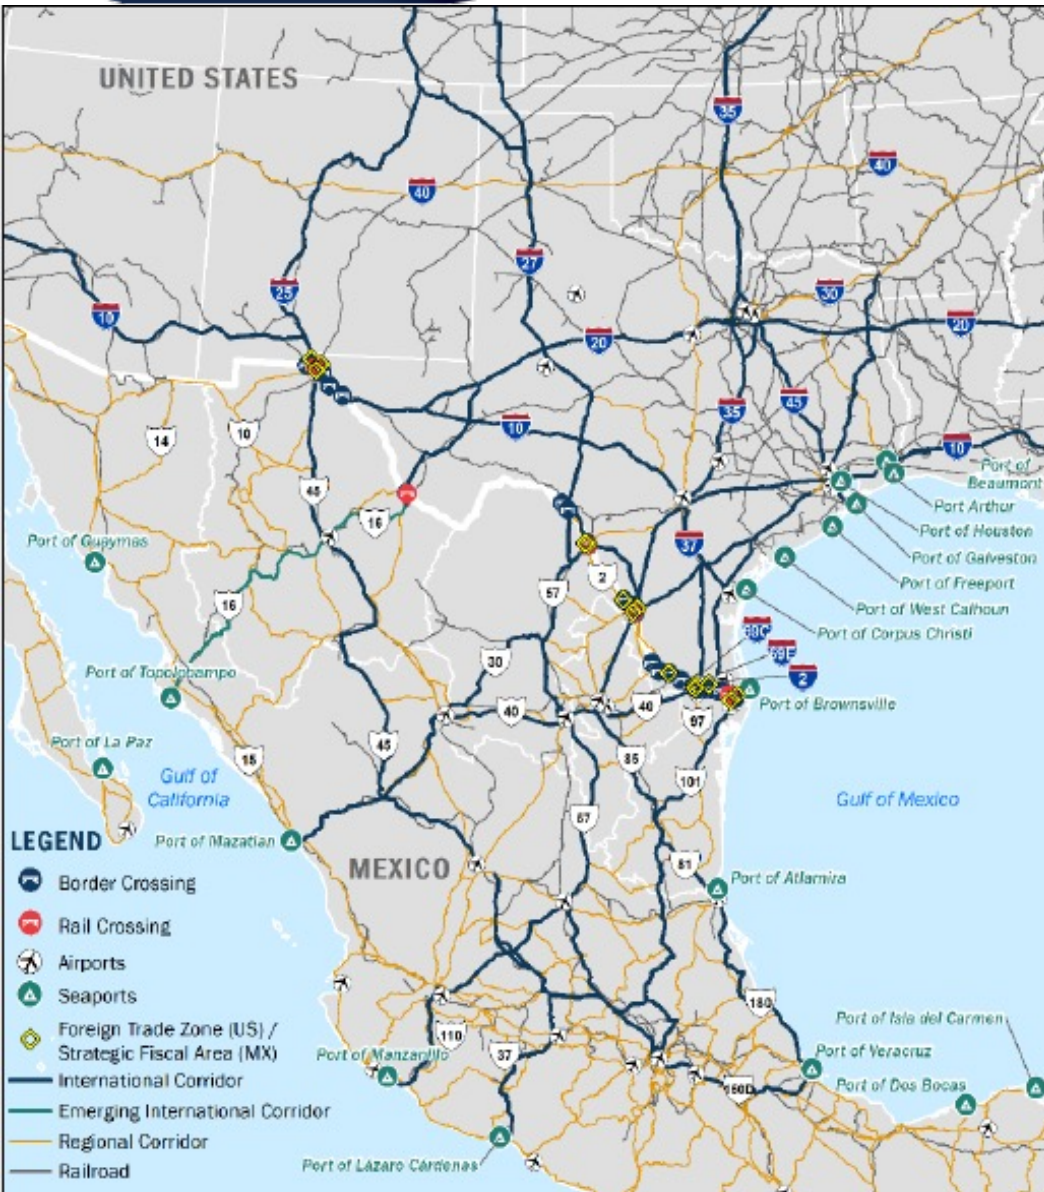 UNITED STATES
35
40
40
27
25
30
10
20
20
45
35
10
10
14
10
45
16
Port of
Beaumont
Port Arthur
Port of Houston
Port of Galveston
Port of Freeport
Port of West Calhoun
Port of Corpus Christi
37
Port of Guaymas
2
57
16
69C
69E
2
Port of Topolobampo
30
40
40
97
Port of Brownsville
Port of La Paz
45
15
85
101
Gulf of
California
Gulf of Mexico
57
Port of Mazatlan
MEXICO
81
Port of Atlamira
LEGEND
Border Crossing
Rail Crossing
Airports
Seaports
Foreign Trade Zone (US) /
Strategic Fiscal Area (MX)
International Corridor
Emerging International Corridor
Regional Corridor
Railroad
180
Port of Isla del Carmen
110
37
Port of Manzanillo
Port of Veracruz
Port of Dos Bocas
150D
Port of Lázaro Cárdenas